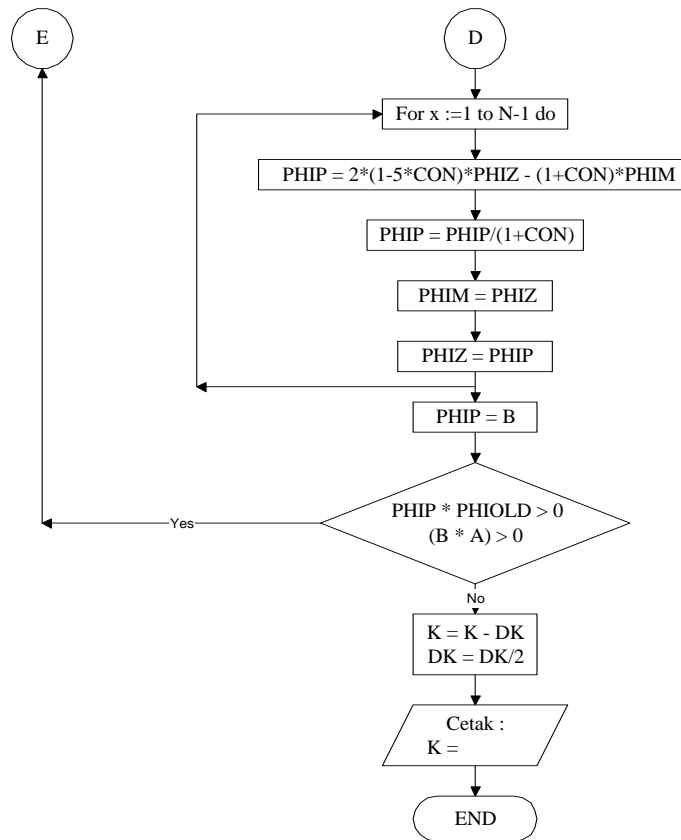 E
D
For x :=1 to N-1 do
PHIP = 2*(1-5*CON)*PHIZ - (1+CON)*PHIM
PHIP = PHIP/(1+CON)
PHIM = PHIZ
PHIZ = PHIP
PHIP = B
PHIP * PHIOLD > 0
(B * A) > 0
Yes
No
K = K - DK
DK = DK/2
Cetak :
K =
END